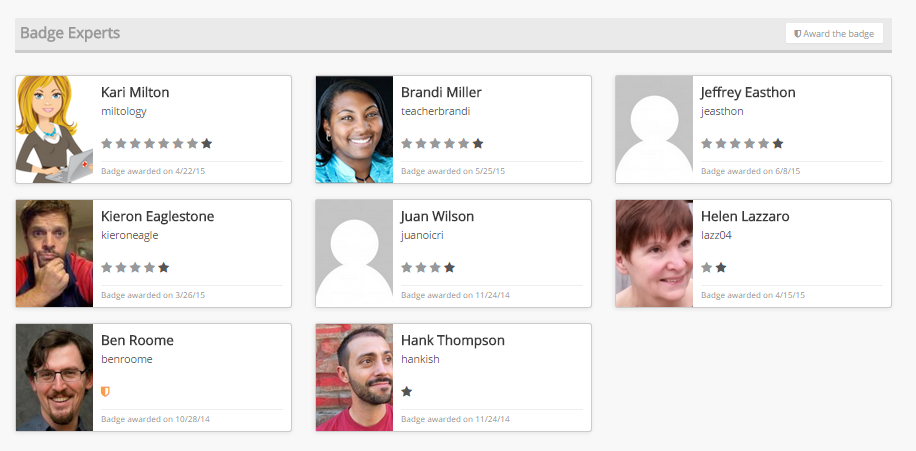 Badge Experts
Award the badge
Kari Milton
miltology
Badge awarded on 4/22/15
Brandi Miller
teacherbrandi
Badge awarded on 5/25/15
Jeffrey Easthon
jeasthon
Badge awarded on 6/8/15
Kieron Eaglestone
kieroneagle
Badge awarded on 3/26/15
Juan Wilson
juanoicri
Badge awarded on 11/24/14
Helen Lazzaro
lazz04
Badge awarded on 4/15/15
Ben Roome
benroome
Badge awarded on 10/28/14
Hank Thompson
hankish
Badge awarded on 11/24/14